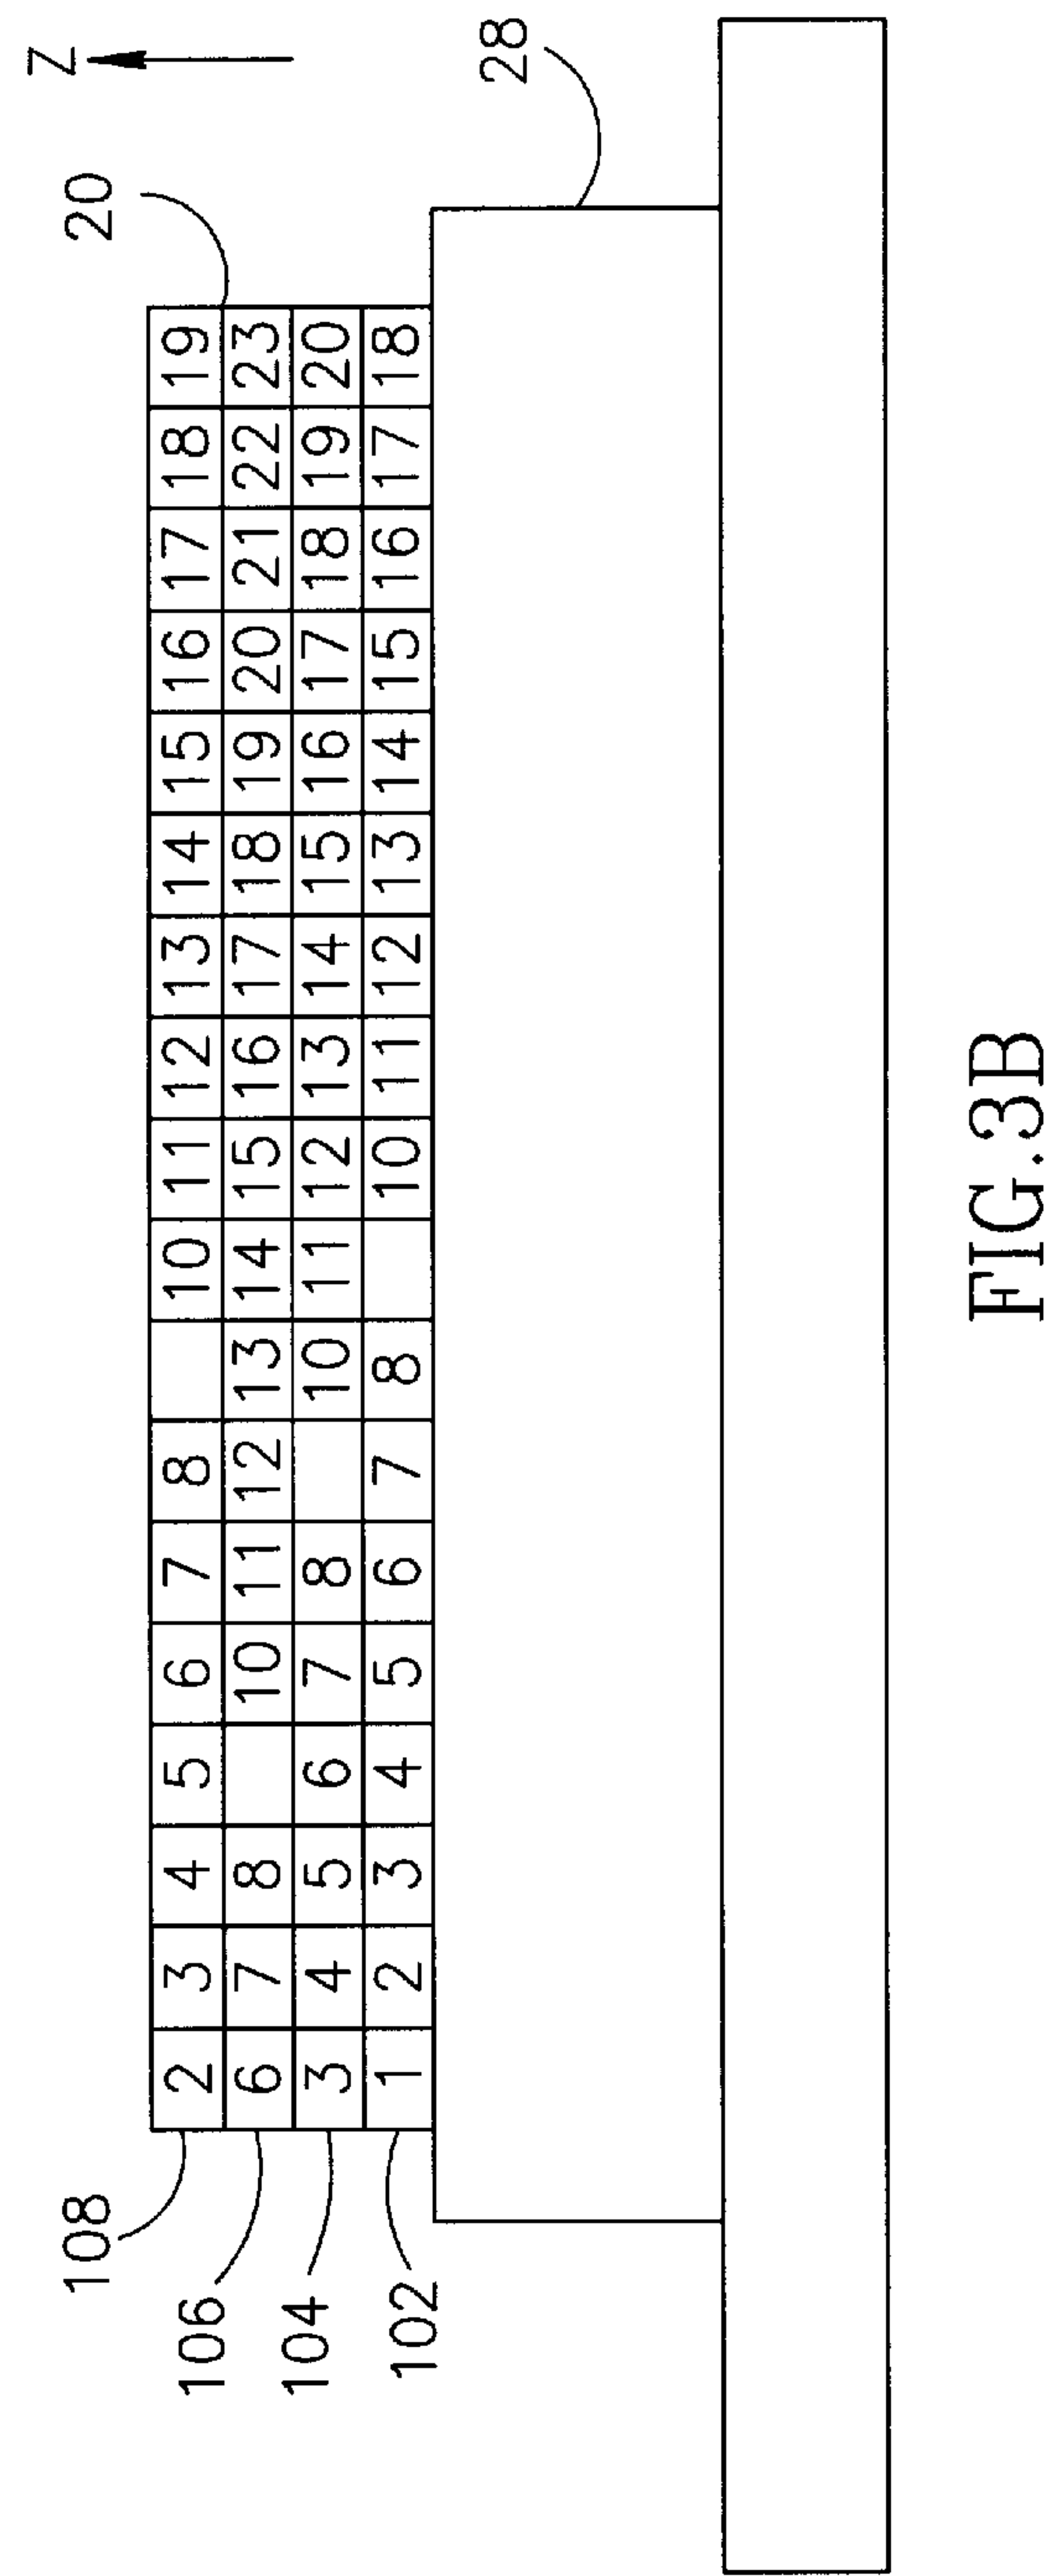 Z
20
28
108 2 3 4 5 6 7 8 10 11 12 13 14 15 16 17 18 19
106 6 7 8 10 11 12 13 14 15 16 17 18 19 20 21 22 23
104 3 4 5 6 7 8 10 11 12 13 14 15 16 17 18 19 20
102 1 2 3 4 5 6 7 8 10 11 12 13 14 15 16 17 18
FIG.3B